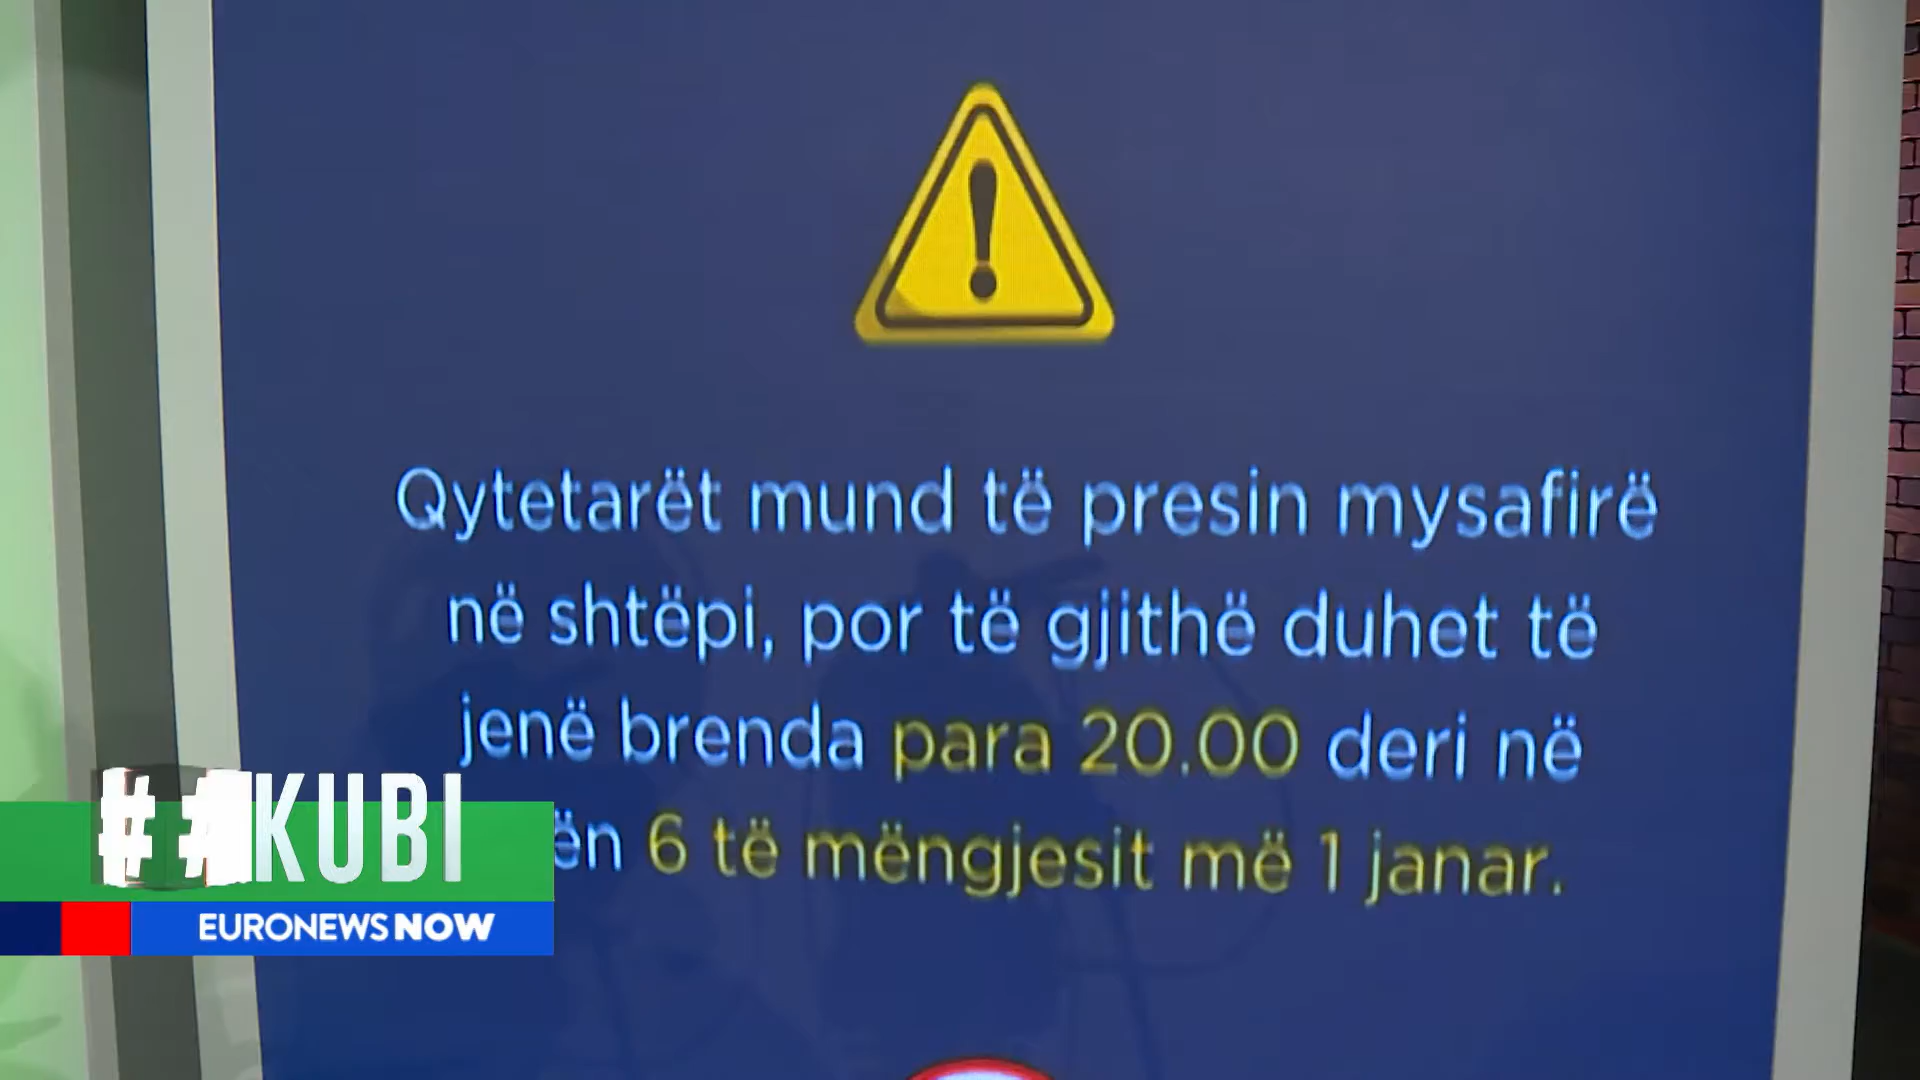 Qytetarët mund të presin mysafirë
në shtëpi, por të gjithë duhet të
jenë brenda para 20.00 deri në
6 të mëngjesit më 1 janar.
##KUBI
EURONEWS NOW